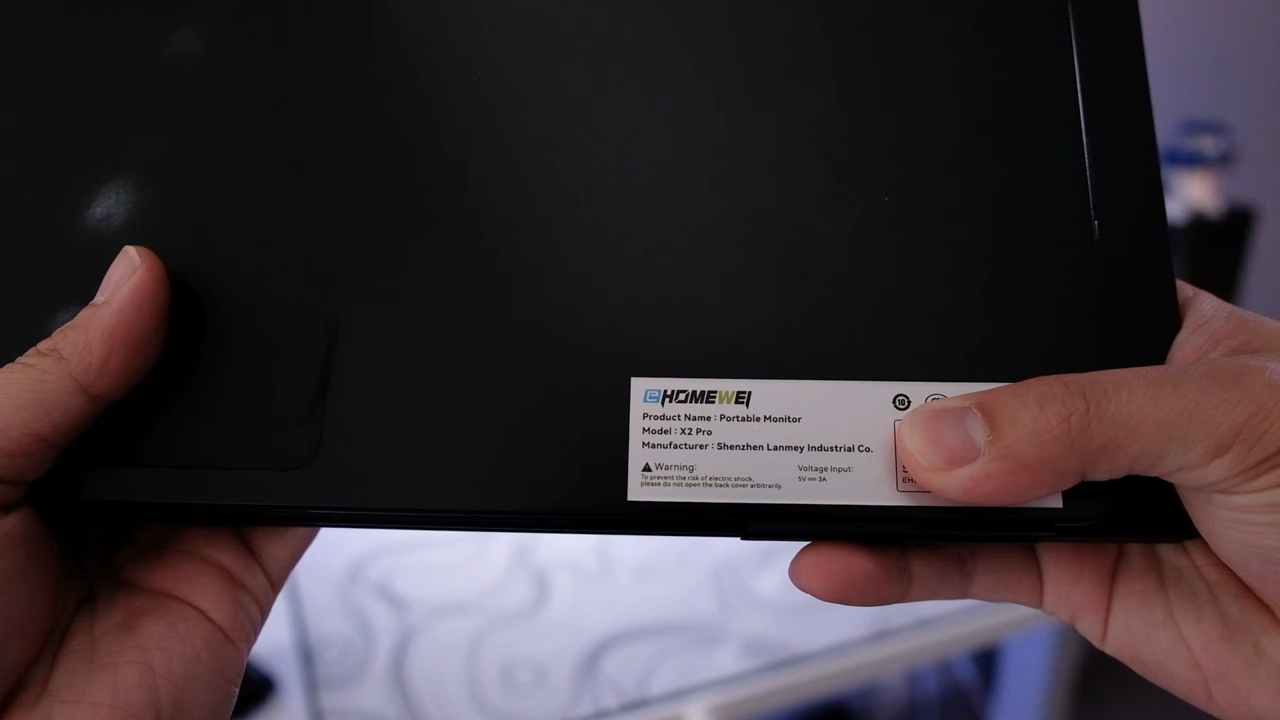 eHOMEWEI
Product Name : Portable Monitor
Model : X2 Pro
Manufacturer : Shenzhen Lanmey Industrial Co.
Warning:
To prevent the risk of electric shock,
please do not open the back cover arbitrarily.
Voltage Input:
5V 3A
10